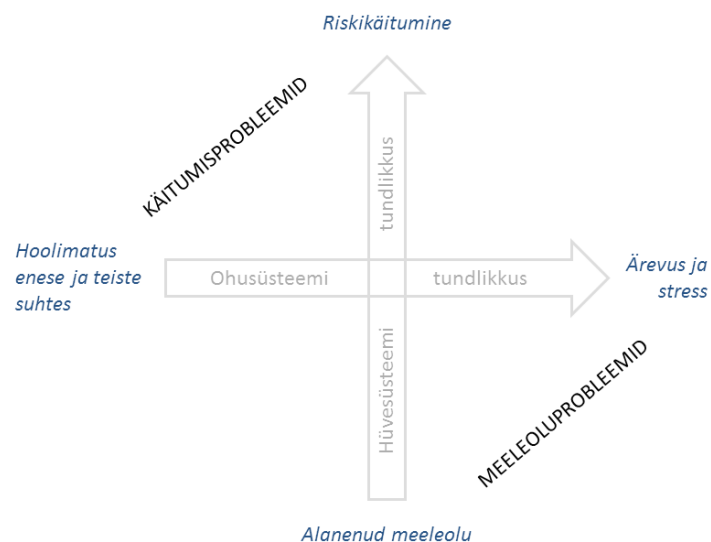 Riskikäitumine
KÄITUMISPROBLEEMID
tundlikkus
Hoolimatus
enese ja teiste
suhtes
Ohusüsteemi
tundlikkus
Ärevus ja
stress
Hüvesüsteemi
MEELEOLUPROBLEEMID
Alanenud meeleolu